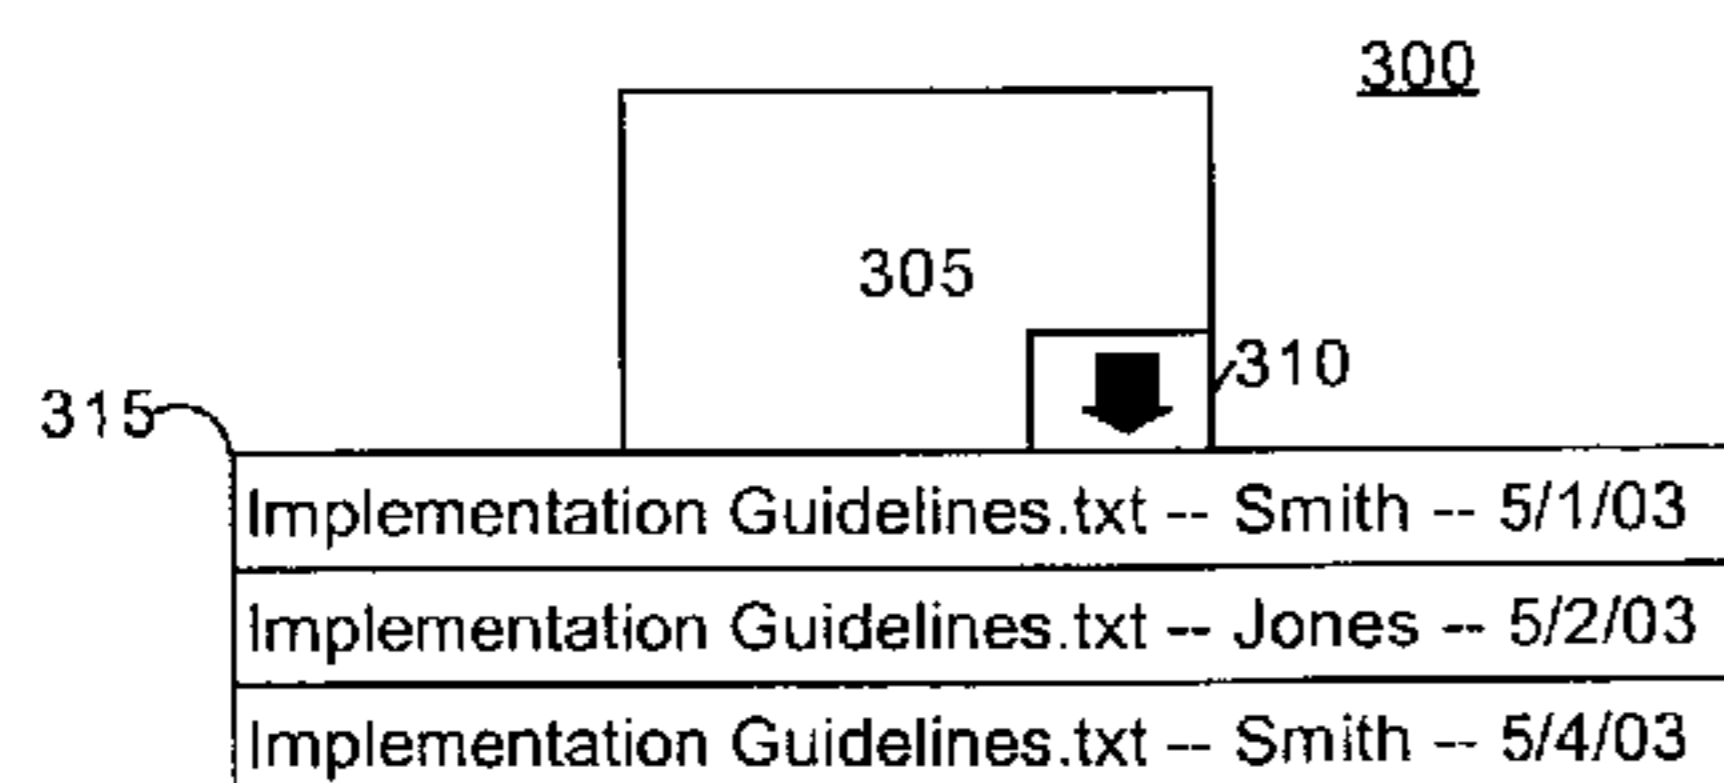 300
305
310
315
Implementation Guidelines.txt -- Smith -- 5/1/03
Implementation Guidelines.txt -- Jones -- 5/2/03
Implementation Guidelines.txt -- Smith -- 5/4/03